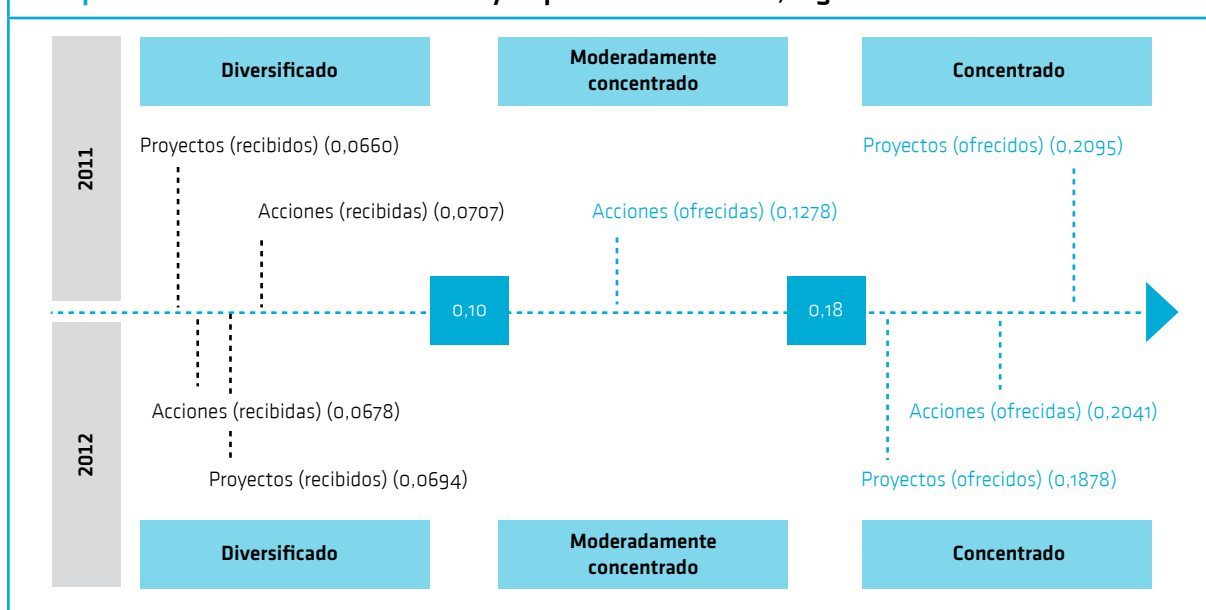 2011
Diversificado
Moderadamente
concentrado
Concentrado
Proyectos (recibidos) (0,0660)
Proyectos (ofrecidos) (0,2095)
Acciones (recibidas) (0,0707)
Acciones (ofrecidas) (0,1278)
0,10
0,18
2012
Acciones (recibidas) (0,0678)
Acciones (ofrecidas) (0,2041)
Proyectos (recibidos) (0,0694)
Proyectos (ofrecidos) (0,1878)
Diversificado
Moderadamente
concentrado
Concentrado